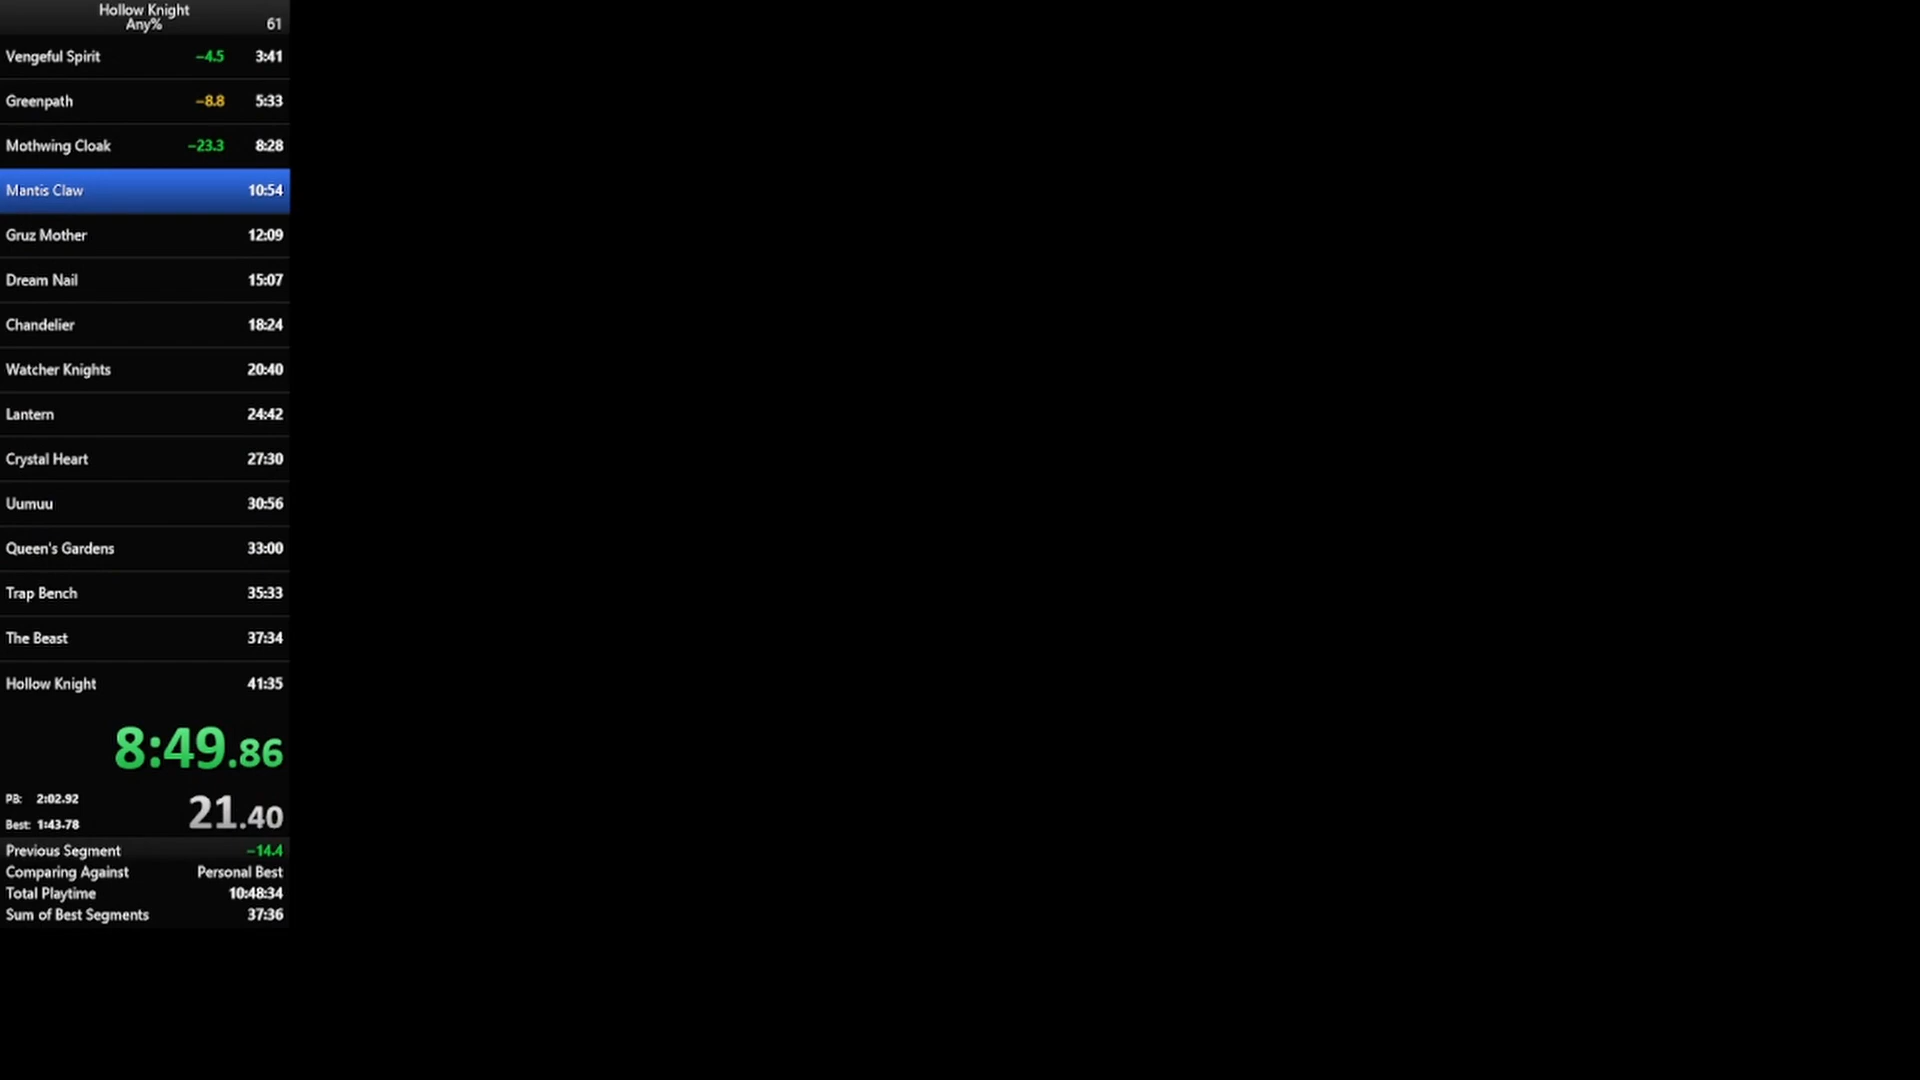 Hollow Knight
Any% 61
Vengeful Spirit −4.5 3:41
Greenpath −8.8 5:33
Mothwing Cloak −23.3 8:28
Mantis Claw 10:54
Gruz Mother 12:09
Dream Nail 15:07
Chandelier 18:24
Watcher Knights 20:40
Lantern 24:42
Crystal Heart 27:30
Uumuu 30:56
Queen's Gardens 33:00
Trap Bench 35:33
The Beast 37:34
Hollow Knight 41:35
8:49.86
PB: 2:02.92
21.40
Best: 1:43.78
Previous Segment −14.4
Comparing Against Personal Best
Total Playtime 10:48:34
Sum of Best Segments 37:36